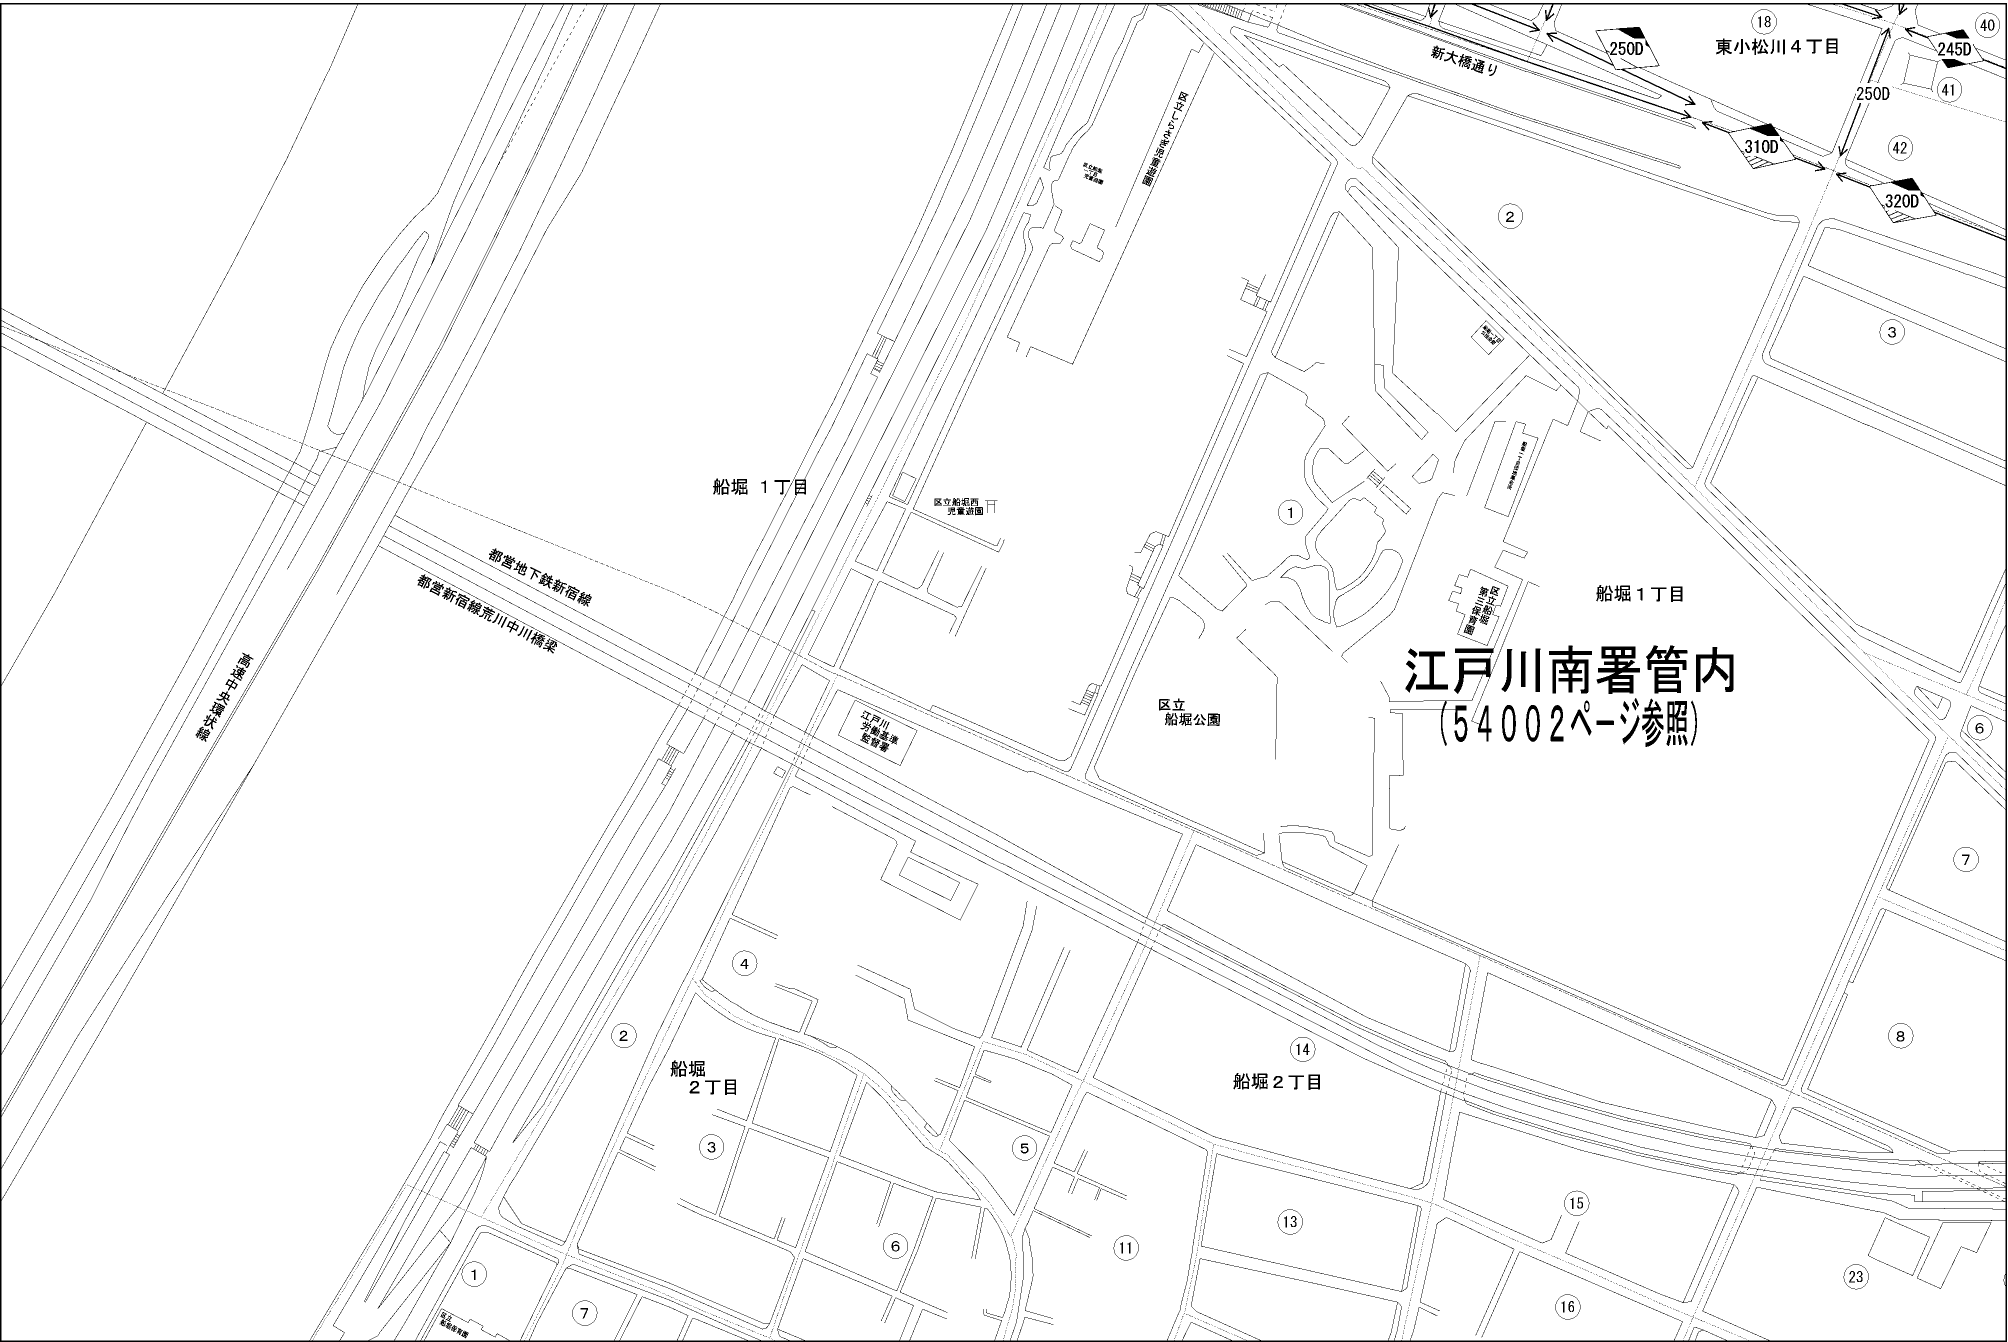 18
40
東小松川４丁目
250D
245D
新大橋通り
41
250D
区立しらさぎ児童遊園
310D
42
320D
2
3
船堀 １丁目
区立船堀西
児童遊園
1
都営地下鉄新宿線
都営新宿線荒川中川橋梁
区立船堀
第三保育園
船堀１丁目
江戸川南署管内
(５４００２ページ参照)
高速中央環状線
区立
船堀公園
江戸川
労働基準
監督署
6
7
4
2
8
14
船堀２丁目
船堀
２丁目
3
5
15
13
6
11
1
23
7
16
区立
船堀保育園